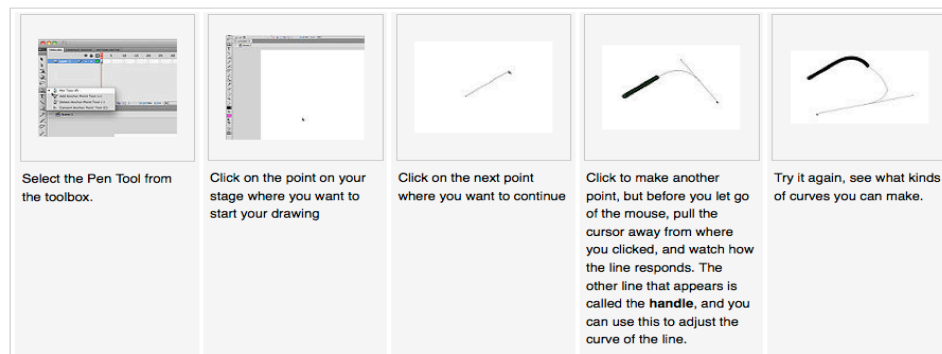 Select the Pen Tool from
the toolbox.
Click on the point on your
stage where you want to
start your drawing
Click on the next point
where you want to continue
Click to make another
point, but before you let go
of the mouse, pull the
cursor away from where
you clicked, and watch how
the line responds. The
other line that appears is
called the handle, and you
can use this to adjust the
curve of the line.
Try it again, see what kinds
of curves you can make.